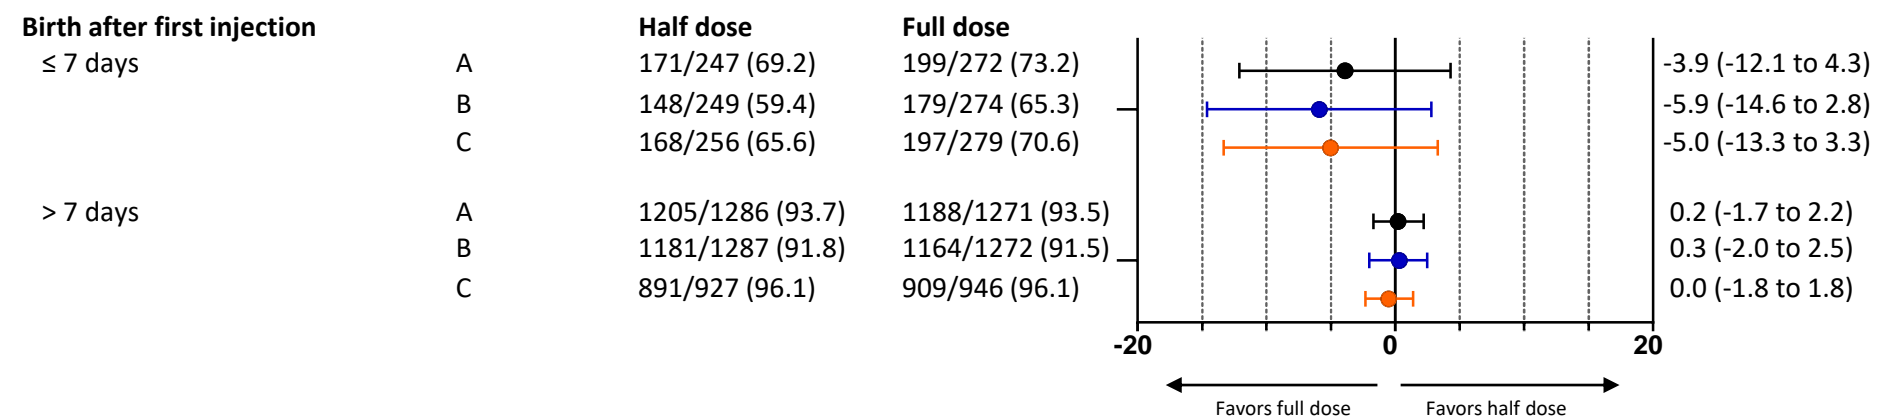 Birth after first injection Half dose Full dose
≤ 7 days A 171/247 (69.2) 199/272 (73.2) -3.9 (-12.1 to 4.3)
B 148/249 (59.4) 179/274 (65.3) -5.9 (-14.6 to 2.8)
C 168/256 (65.6) 197/279 (70.6) -5.0 (-13.3 to 3.3)
> 7 days A 1205/1286 (93.7) 1188/1271 (93.5) 0.2 (-1.7 to 2.2)
B 1181/1287 (91.8) 1164/1272 (91.5) 0.3 (-2.0 to 2.5)
C 891/927 (96.1) 909/946 (96.1) 0.0 (-1.8 to 1.8)
-20 0 20
Favors full dose Favors half dose